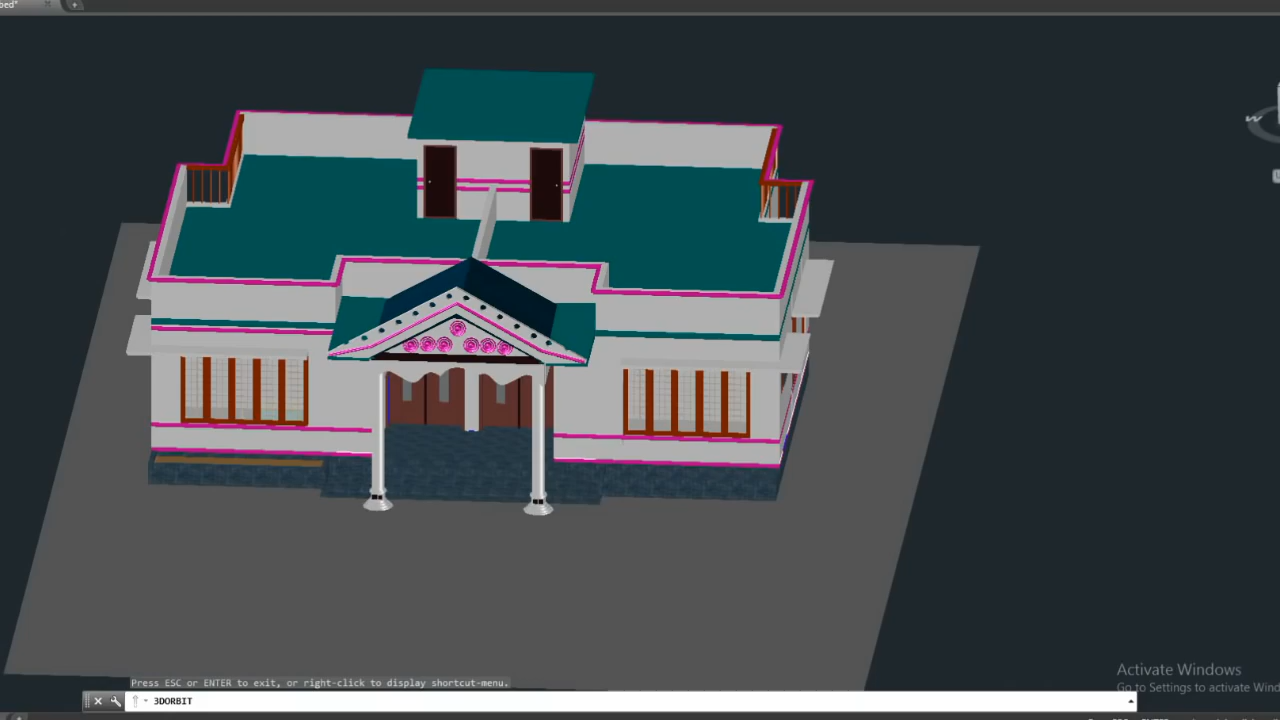 W
Press ESC or ENTER to exit, or right-click to display shortcut-menu.
3DORBIT
Activate Windows
Go to Settings to activate Wind